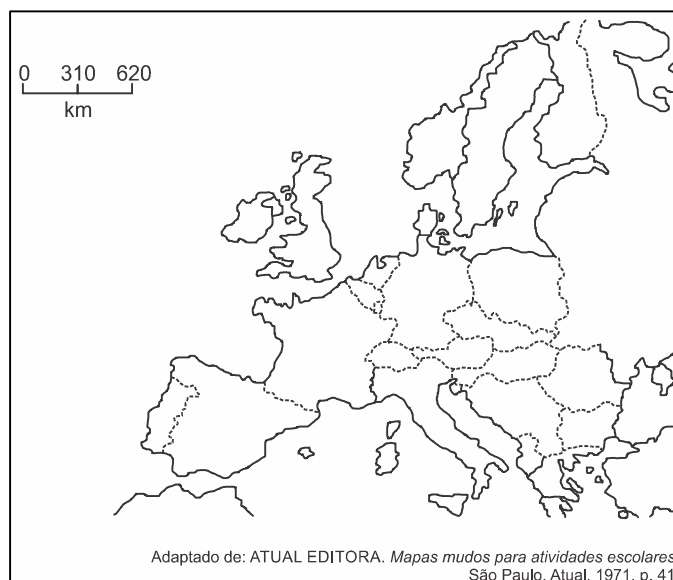 0 310 620
km
Adaptado de: ATUAL EDITORA. Mapas mudos para atividades escolares
São Paulo, Atual, 1971, p. 41